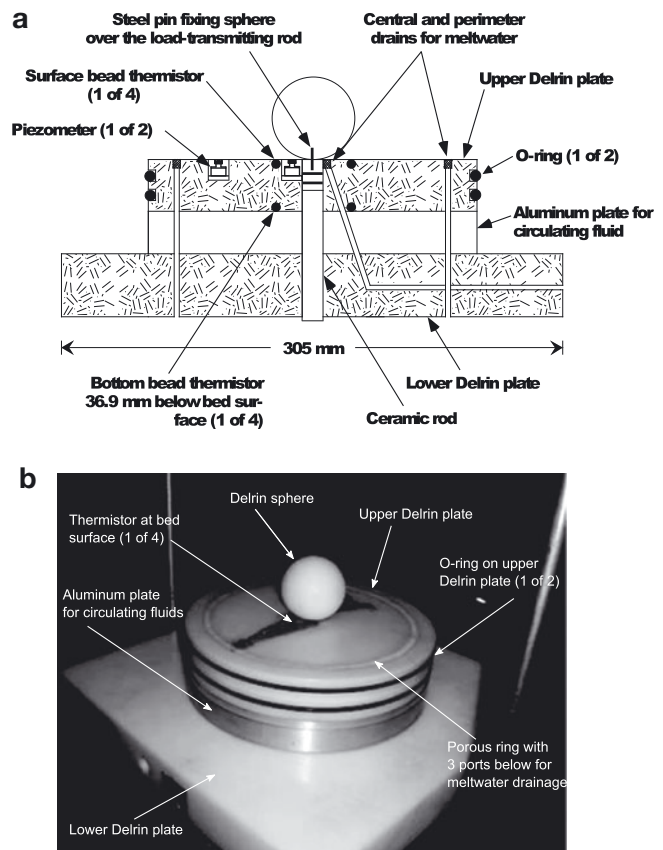 a
Steel pin fixing sphere
over the load-transmitting rod
Central and perimeter
drains for meltwater
Surface bead thermistor
(1 of 4)
Upper Delrin plate
Piezometer (1 of 2)
O-ring (1 of 2)
Aluminum plate for
circulating fluid
305 mm
Bottom bead thermistor
36.9 mm below bed sur-
face (1 of 4)
Lower Delrin plate
Ceramic rod
b
Delrin sphere
Thermistor at bed
surface (1 of 4)
Upper Delrin plate
O-ring on upper
Delrin plate (1 of 2)
Aluminum plate
for circulating fluids
Porous ring with
3 ports below for
meltwater drainage
Lower Delrin plate